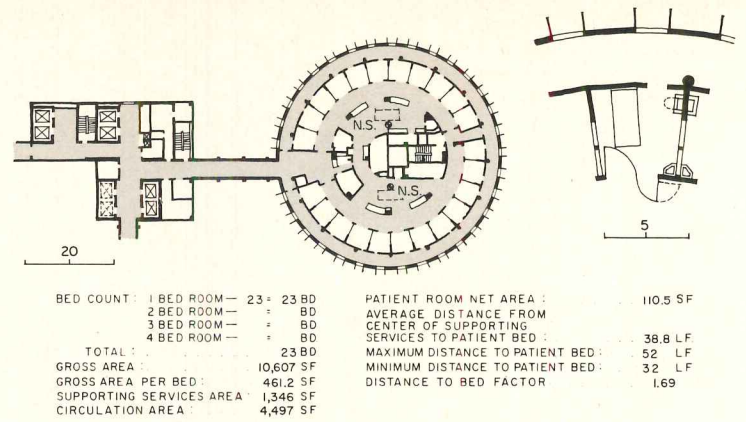 N.S.
N.S.
20
5
BED COUNT: 1 BED ROOM — 23 = 23 BD
2 BED ROOM — = BD
3 BED ROOM — = BD
4 BED ROOM — = BD
TOTAL: 23 BD
GROSS AREA: 10,607 SF
GROSS AREA PER BED: 461.2 SF
SUPPORTING SERVICES AREA: 1,346 SF
CIRCULATION AREA: 4,497 SF
PATIENT ROOM NET AREA: 110.5 SF
AVERAGE DISTANCE FROM
CENTER OF SUPPORTING
SERVICES TO PATIENT BED: 38.8 LF
MAXIMUM DISTANCE TO PATIENT BED: 52 LF
MINIMUM DISTANCE TO PATIENT BED: 32 LF
DISTANCE TO BED FACTOR 1.69